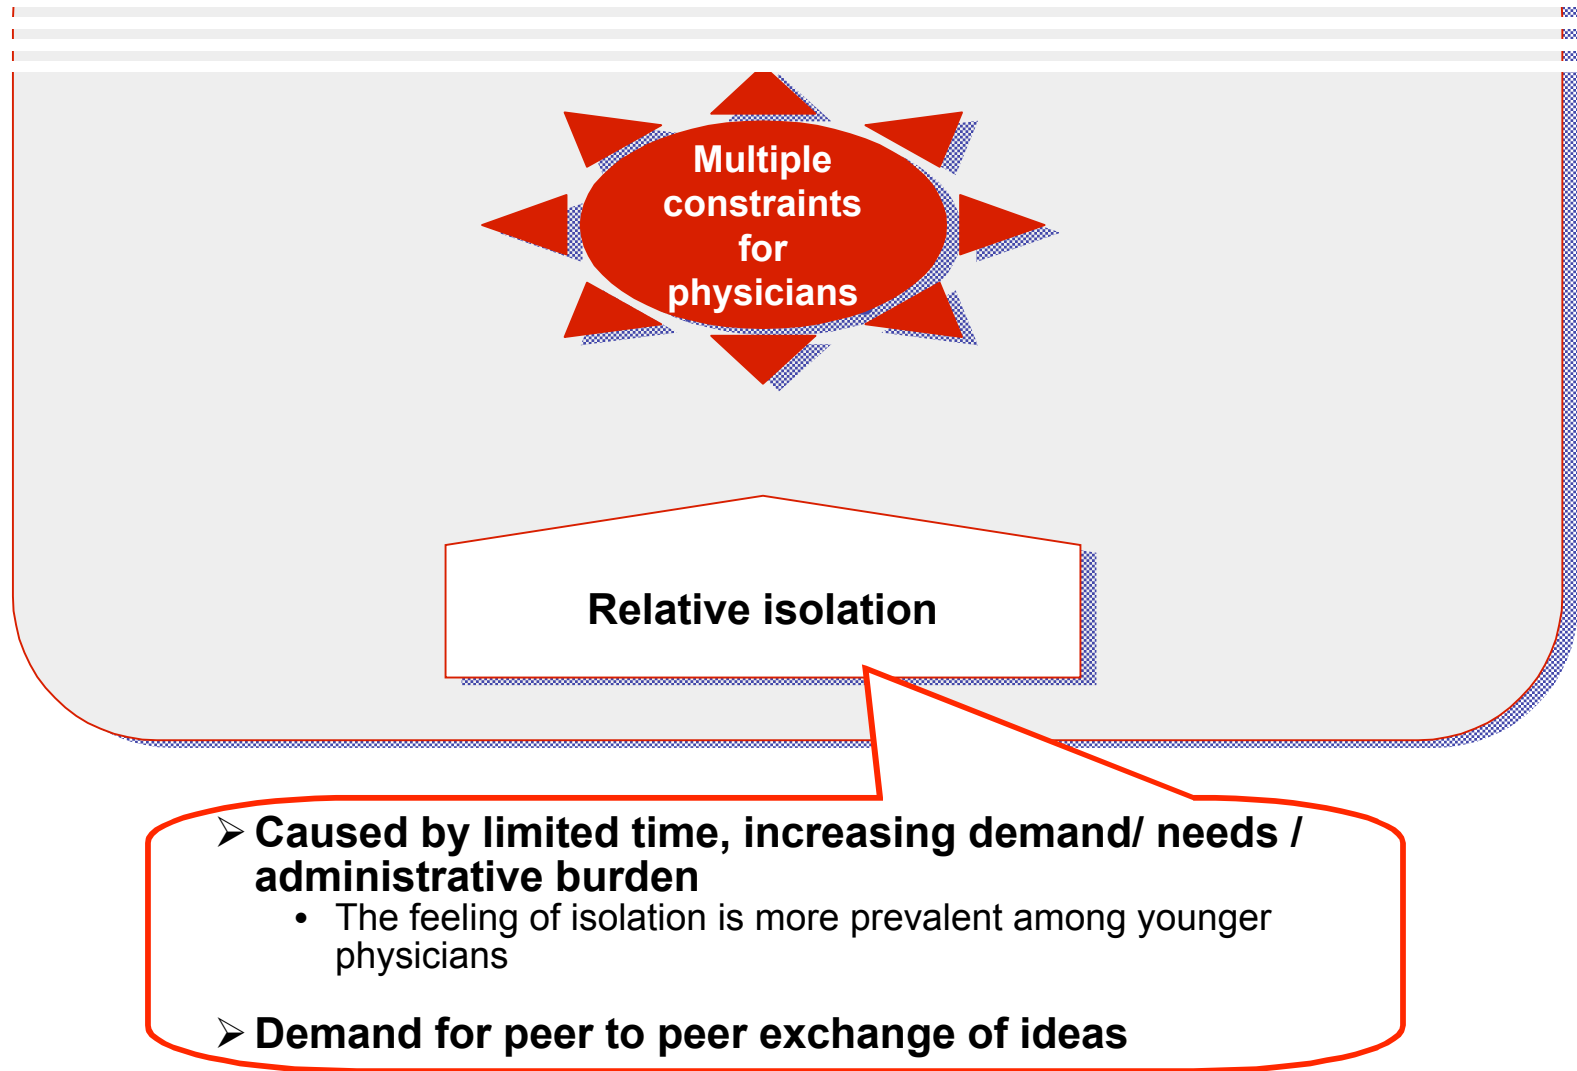 Multiple
constraints
for
physicians
Relative isolation
➢ Caused by limited time, increasing demand/ needs /
administrative burden
• The feeling of isolation is more prevalent among younger
physicians
➢ Demand for peer to peer exchange of ideas